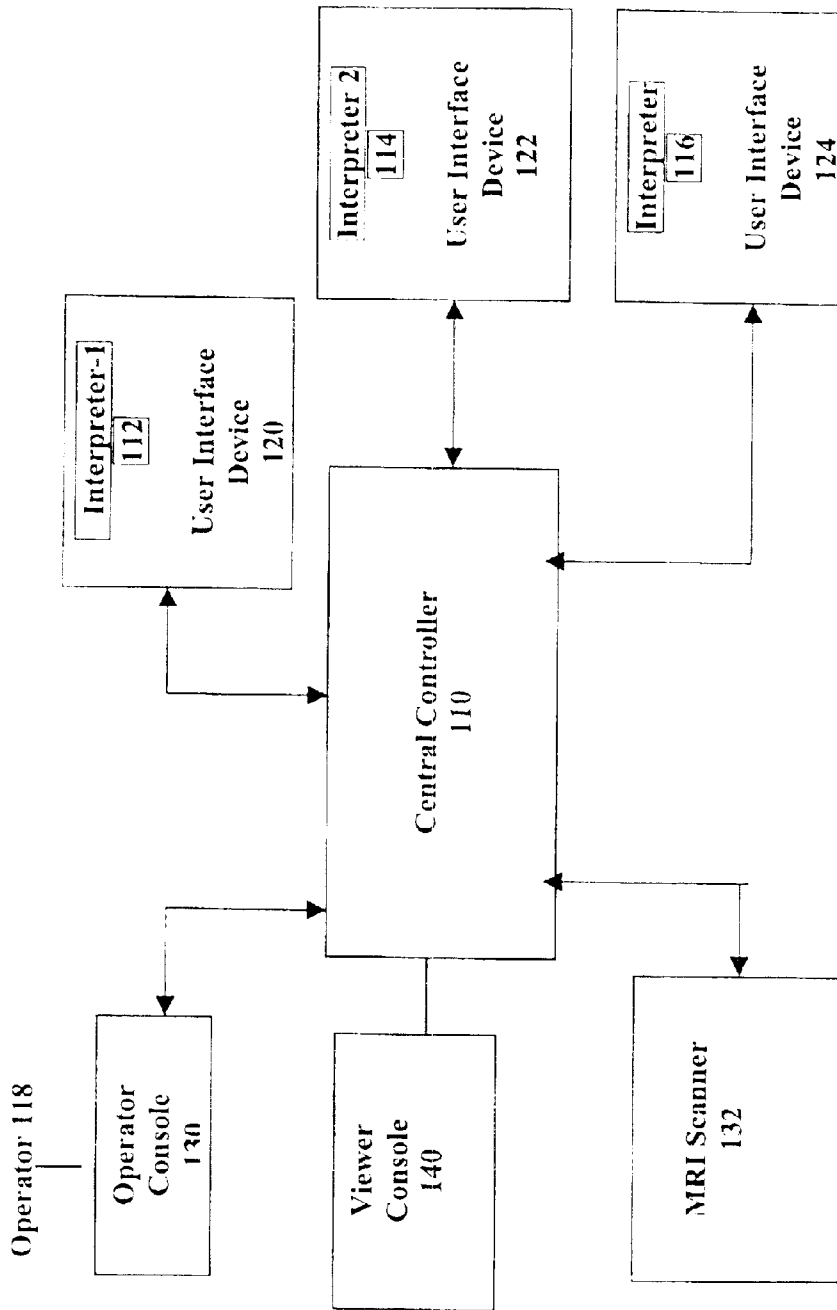 Operator 118
Operator
Console
130
Viewer
Console
140
MRI Scanner
132
Central Controller
110
Interpreter-1
112
User Interface
Device
120
Interpreter 2
114
User Interface
Device
122
Interpreter
116
User Interface
Device
124